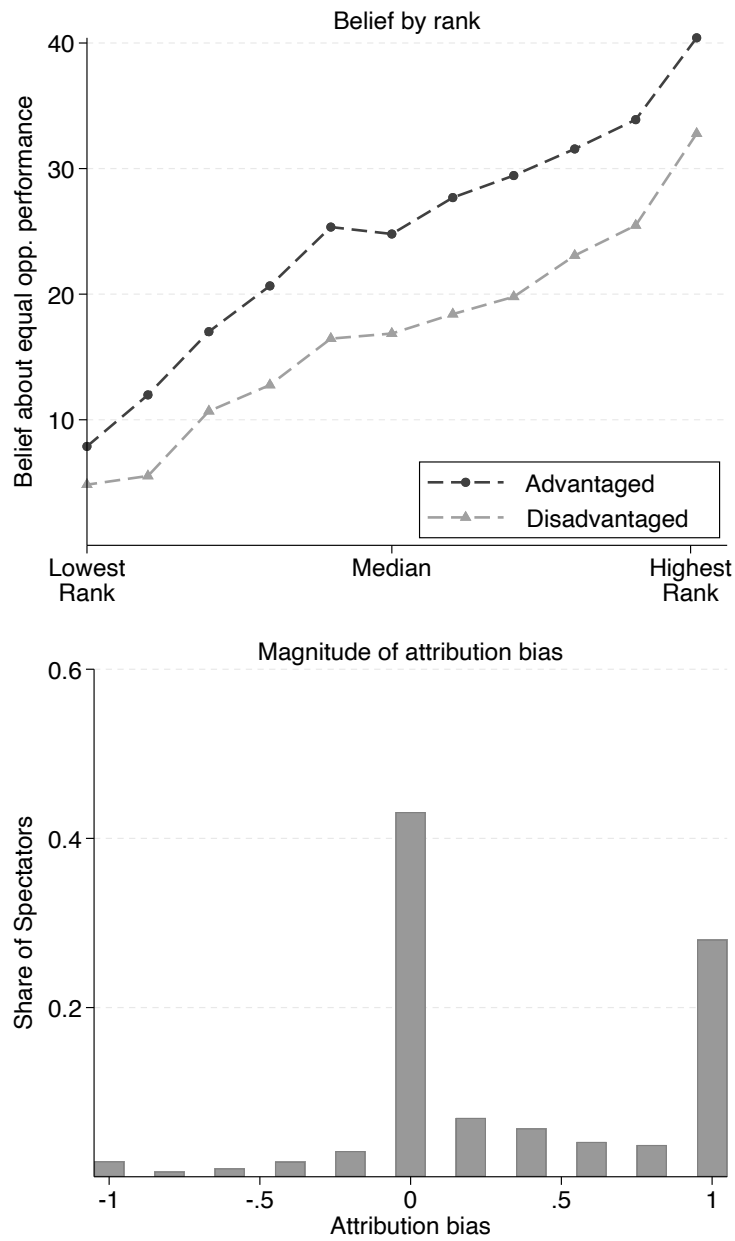 Belief by rank
Belief about equal opp. performance
40
30
20
10
Advantaged
Disadvantaged
Lowest
Rank
Median
Highest
Rank
Magnitude of attribution bias
Share of Spectators
0.6
0.4
0.2
-1
-.5
0
.5
1
Attribution bias